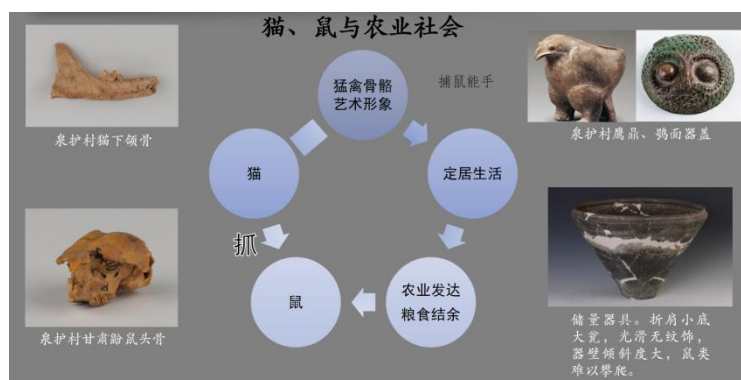 猫、鼠与农业社会
泉护村猫下颌骨
猛禽骨骼
艺术形象
捕鼠能手
泉护村鹰鼎、鸮面器盖
猫
定居生活
抓
鼠
农业发达
粮食结余
泉护村甘肃鼢鼠头骨
储量器具。折肩小底
大瓮，光滑无纹饰，
器壁倾斜度大，鼠类
难以攀爬。